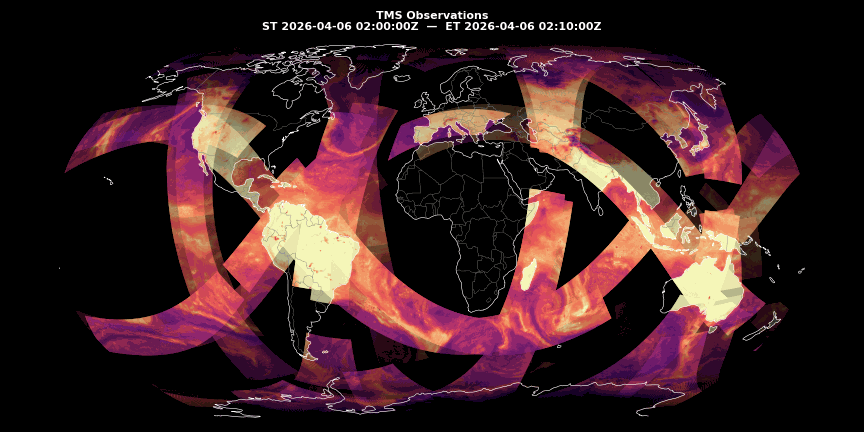 TMS Observations
ST 2026-04-06 02:00:00Z — ET 2026-04-06 02:10:00Z